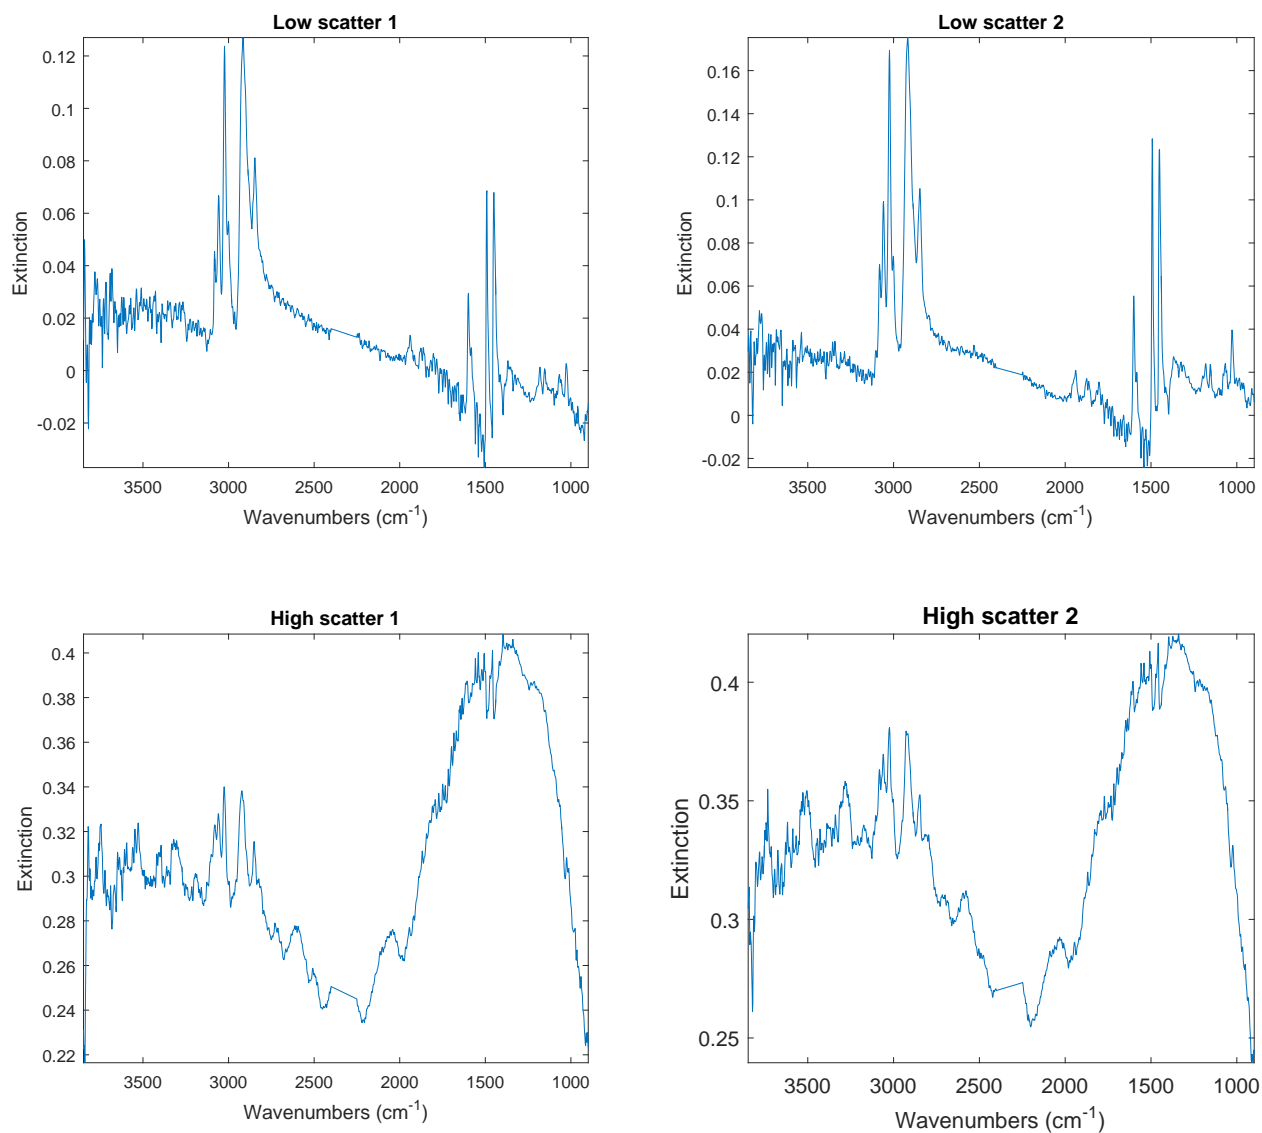 Low scatter 1
Low scatter 2
0.12
0.1
0.08
0.06
0.04
0.02
0
-0.02
Extinction
3500 3000 2500 2000 1500 1000
Wavenumbers (cm-1)
0.16
0.14
0.12
0.1
0.08
0.06
0.04
0.02
0
-0.02
Extinction
3500 3000 2500 2000 1500 1000
Wavenumbers (cm-1)
High scatter 1
High scatter 2
0.4
0.38
0.36
0.34
0.32
0.3
0.28
0.26
0.24
0.22
Extinction
3500 3000 2500 2000 1500 1000
Wavenumbers (cm-1)
0.4
0.35
0.3
0.25
Extinction
3500 3000 2500 2000 1500 1000
Wavenumbers (cm-1)